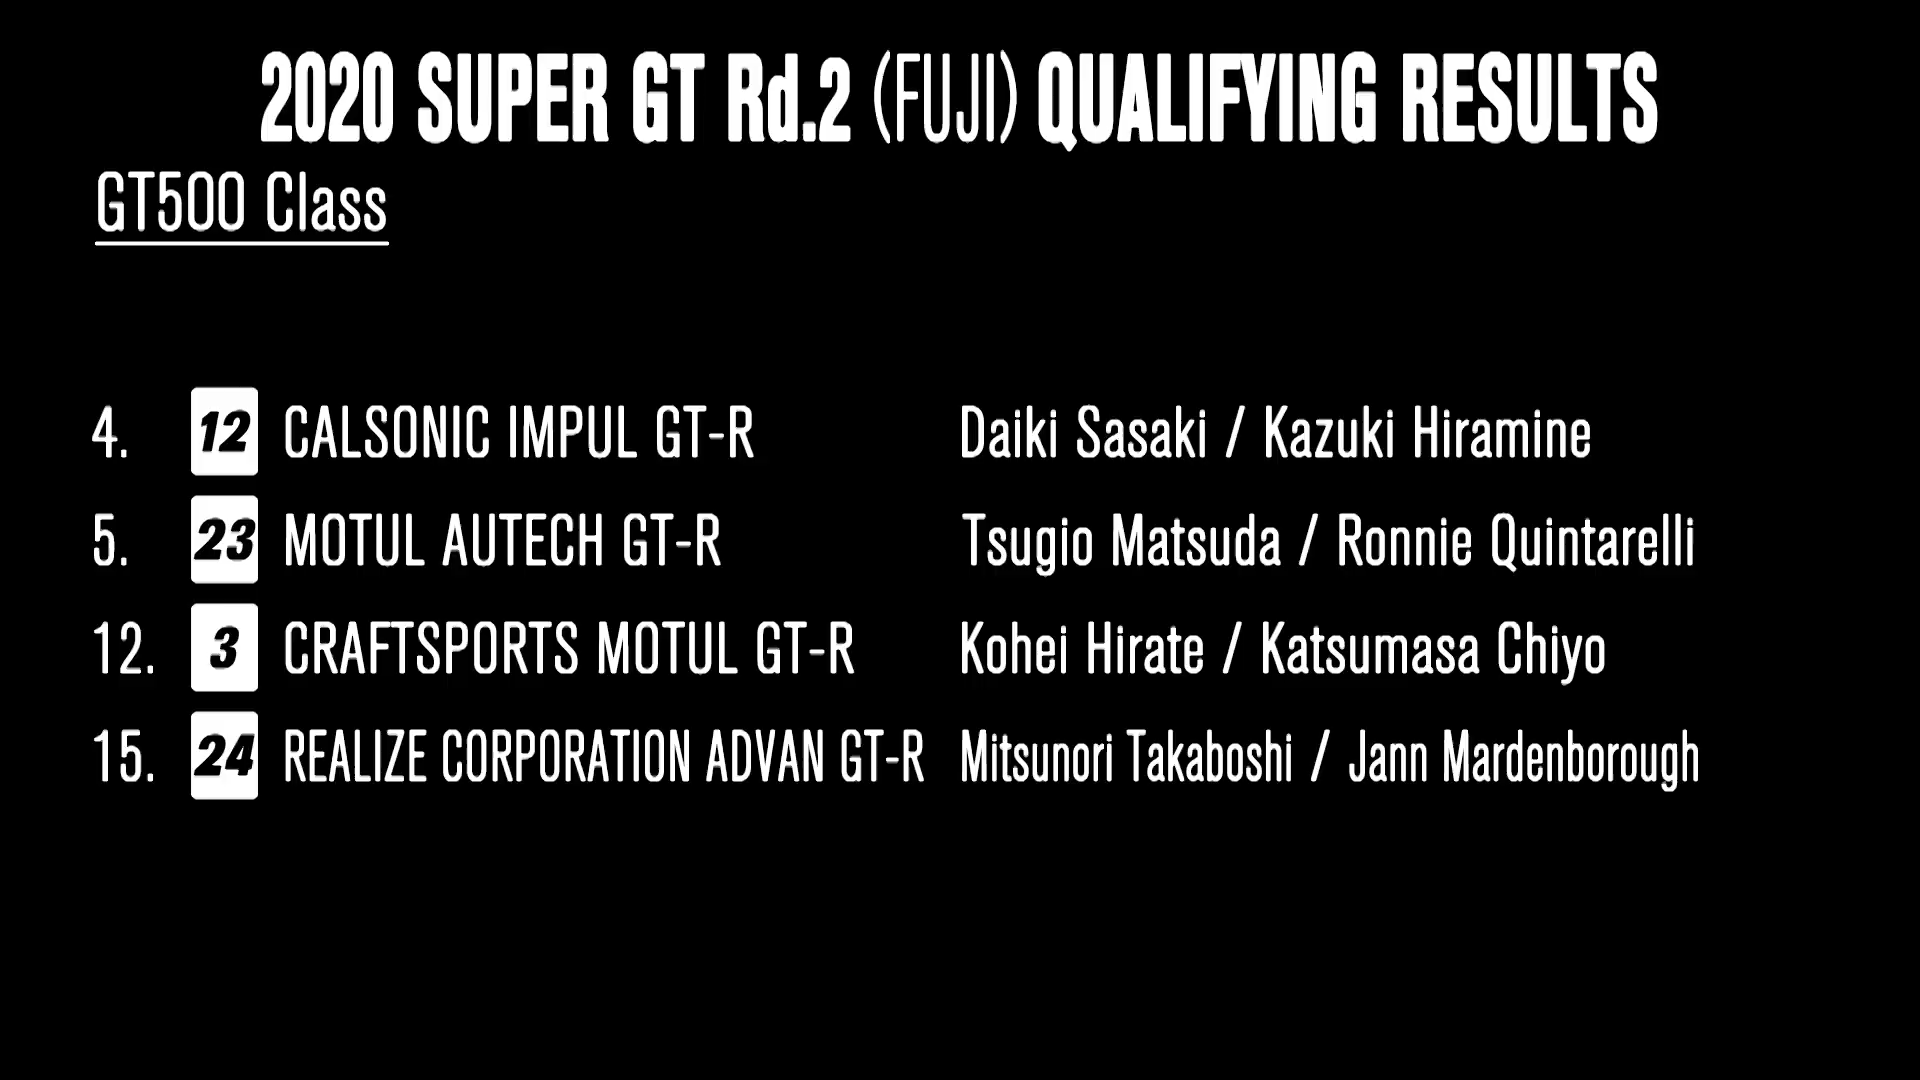 2020 SUPER GT Rd.2 (FUJI) QUALIFYING RESULTS
GT500 Class
4. 12 CALSONIC IMPUL GT-R Daiki Sasaki / Kazuki Hiramine
5. 23 MOTUL AUTECH GT-R Tsugio Matsuda / Ronnie Quintarelli
12. 3 CRAFTSPORTS MOTUL GT-R Kohei Hirate / Katsumasa Chiyo
15. 24 REALIZE CORPORATION ADVAN GT-R Mitsunori Takaboshi / Jann Mardenborough